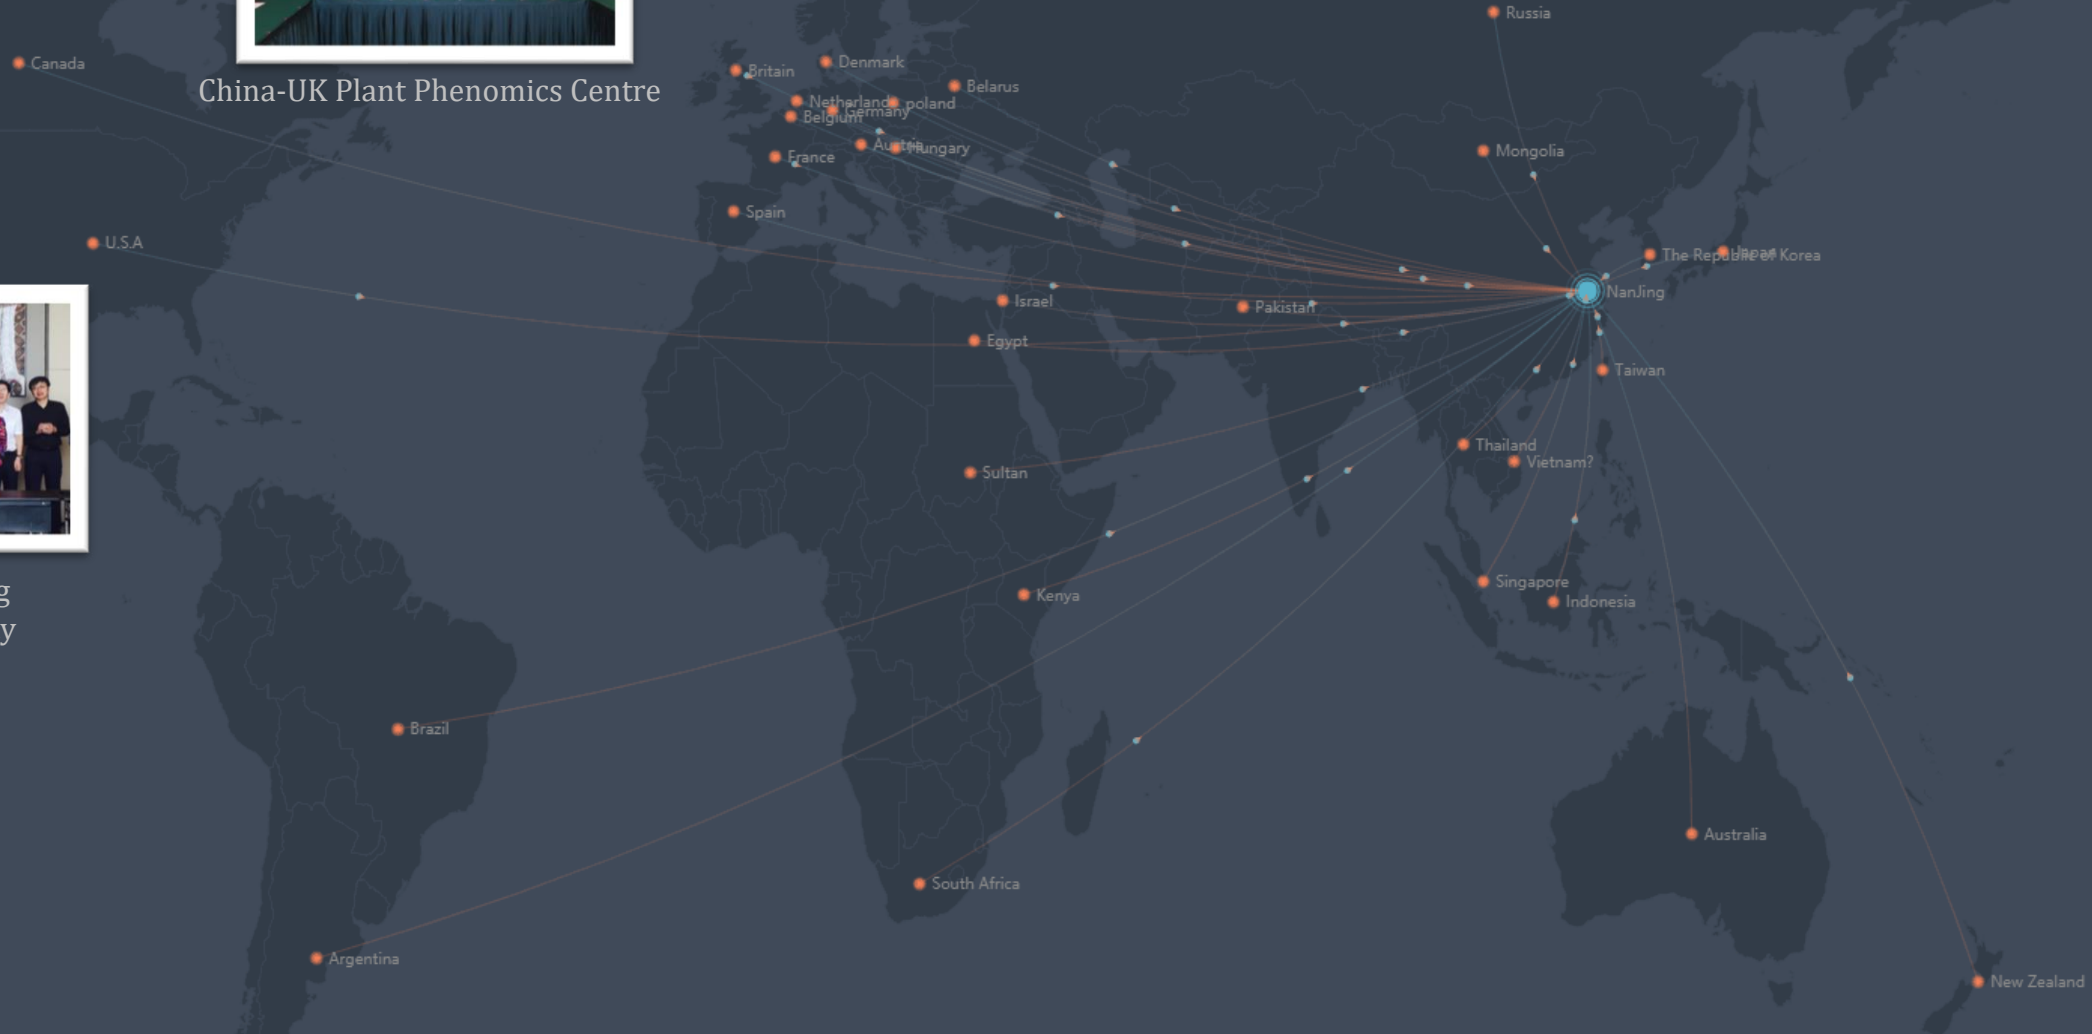 Russia
Canada
Britain
Denmark
Belarus
China-UK Plant Phenomics Centre
Netherlands
poland
Germany
Belgium
Austria
Hungary
France
Mongolia
Spain
U.S.A
The Republic of Korea
Japan
NanJing
Israel
Pakistan
Egypt
Taiwan
Thailand
Vietnam?
Sultan
Singapore
Indonesia
Kenya
g
y
Brazil
Australia
South Africa
Argentina
New Zealand